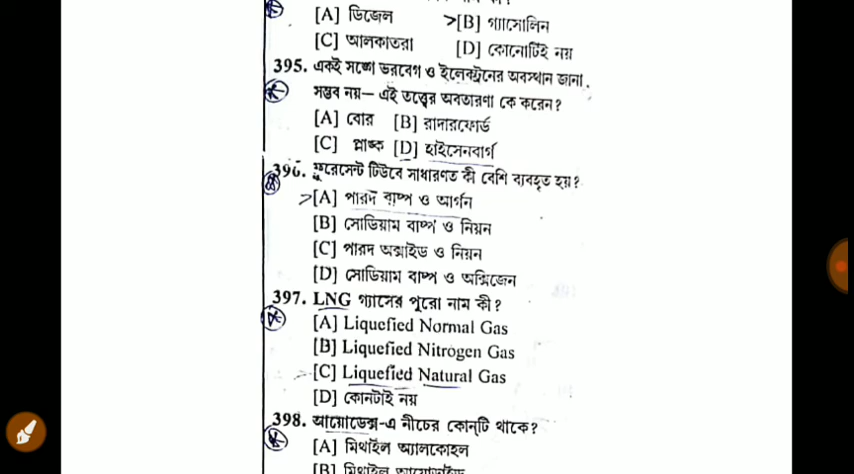 [A] ডিজেল >[B] গ্যাসোলিন
[C] আলকাতরা [D] কোনোটিই নয়
395. একই সঙ্গে ভরবেগ ও ইলেকট্রনের অবস্থান জানা
সম্ভব নয়— এই তত্ত্বের অবতারণা কে করেন?
[A] বোর [B] রাদারফোর্ড
[C] প্লাঙ্ক [D] হাইসেনবার্গ
396. ফ্লুরেসেন্ট টিউবে সাধারণত কী বেশি ব্যবহৃত হয়?
>[A] পারদ বাষ্প ও আর্গন
[B] সোডিয়াম বাষ্প ও নিয়ন
[C] পারদ অক্সাইড ও নিয়ন
[D] সোডিয়াম বাষ্প ও অক্সিজেন
397. LNG গ্যাসের পুরো নাম কী?
[A] Liquefied Normal Gas
[B] Liquefied Nitrogen Gas
>[C] Liquefied Natural Gas
[D] কোনটাই নয়
398. আয়োডেক্স-এ নীচের কোন্‌টি থাকে?
[A] মিথাইল অ্যালকোহল
[B] মিথাইল